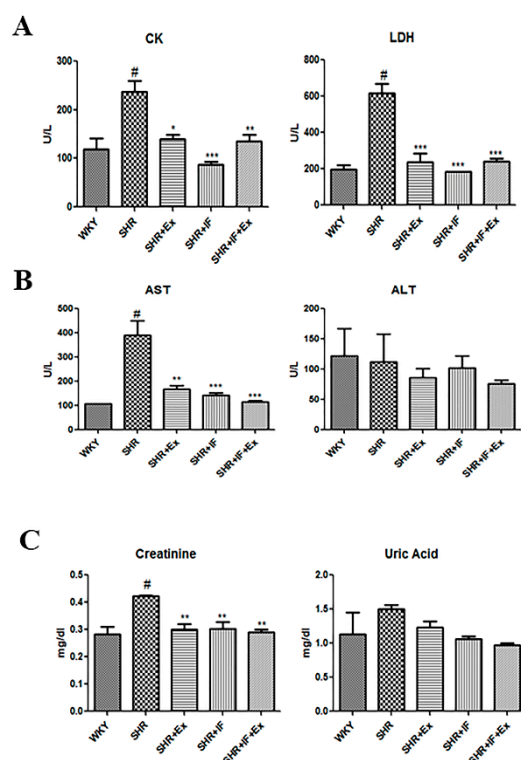 A
CK
LDH
#
#
*
***
**
***
***
***
U/L
300
200
100
0
U/L
800
600
400
200
0
WKY
SHR
SHR+Ex
SHR+IF
SHR+IF+Ex
WKY
SHR
SHR+Ex
SHR+IF
SHR+IF+Ex
B
AST
ALT
#
**
***
***
U/L
500
400
300
200
100
0
U/L
200
150
100
50
0
WKY
SHR
SHR+Ex
SHR+IF
SHR+IF+Ex
WKY
SHR
SHR+Ex
SHR+IF
SHR+IF+Ex
C
Creatinine
Uric Acid
#
**
**
**
mg/dl
0.5
0.4
0.3
0.2
0.1
0.0
mg/dl
2.0
1.5
1.0
0.5
0.0
WKY
SHR
SHR+Ex
SHR+IF
SHR+IF+Ex
WKY
SHR
SHR+Ex
SHR+IF
SHR+IF+Ex